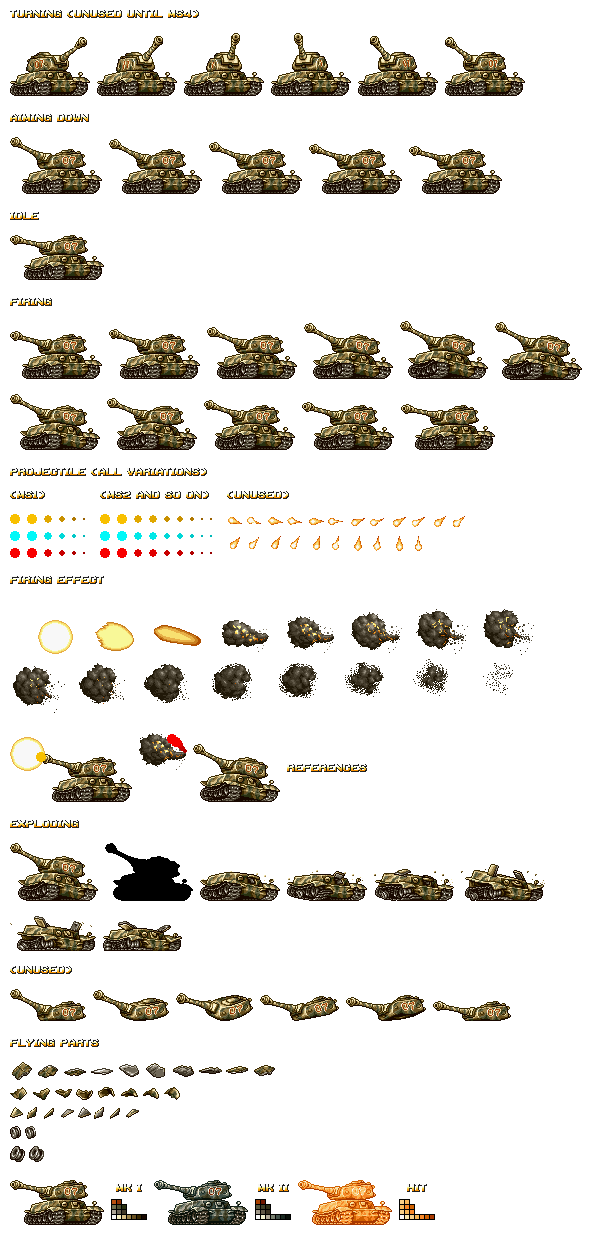 TURNING (UNUSED UNTIL MS4)
AIMING DOWN
IDLE
FIRING
PROJECTILE (ALL VARIATIONS)
(MS1) (MS2 AND SO ON) (UNUSED)
FIRING EFFECT
REFERENCES
EXPLODING
(UNUSED)
FLYING PARTS
MK I MK II HIT